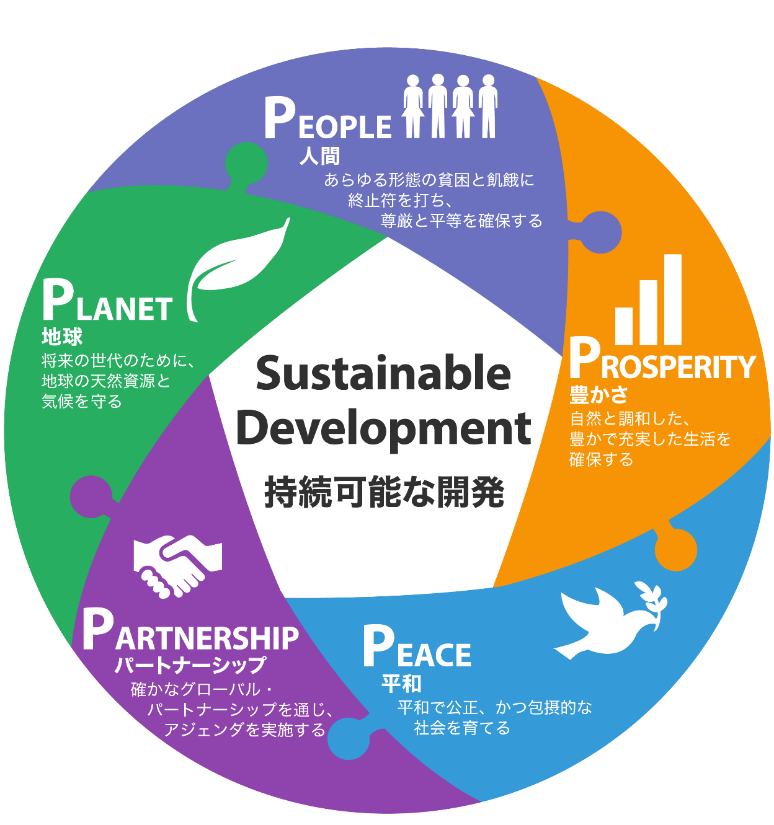 PEOPLE
人間
あらゆる形態の貧困と飢餓に
終止符を打ち、
尊厳と平等を確保する
PROSPERITY
豊かさ
自然と調和した、
豊かで充実した生活を
確保する
PEACE
平和
平和で公正、かつ包摂的な
社会を育てる
PARTNERSHIP
パートナーシップ
確かなグローバル・
パートナーシップを通じ、
アジェンダを実施する
PLANET
地球
将来の世代のために、
地球の天然資源と
気候を守る
Sustainable
Development
持続可能な開発